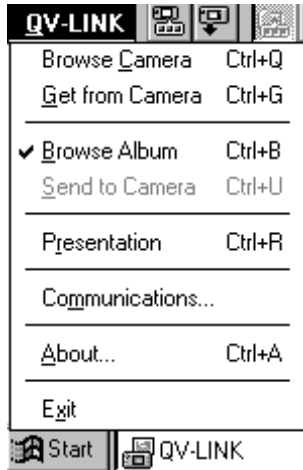 QV-LINK
Browse Camera Ctrl+Q
Get from Camera Ctrl+G
Browse Album Ctrl+B
Send to Camera Ctrl+U
Presentation Ctrl+R
Communications...
About... Ctrl+A
Exit
Start QV-LINK